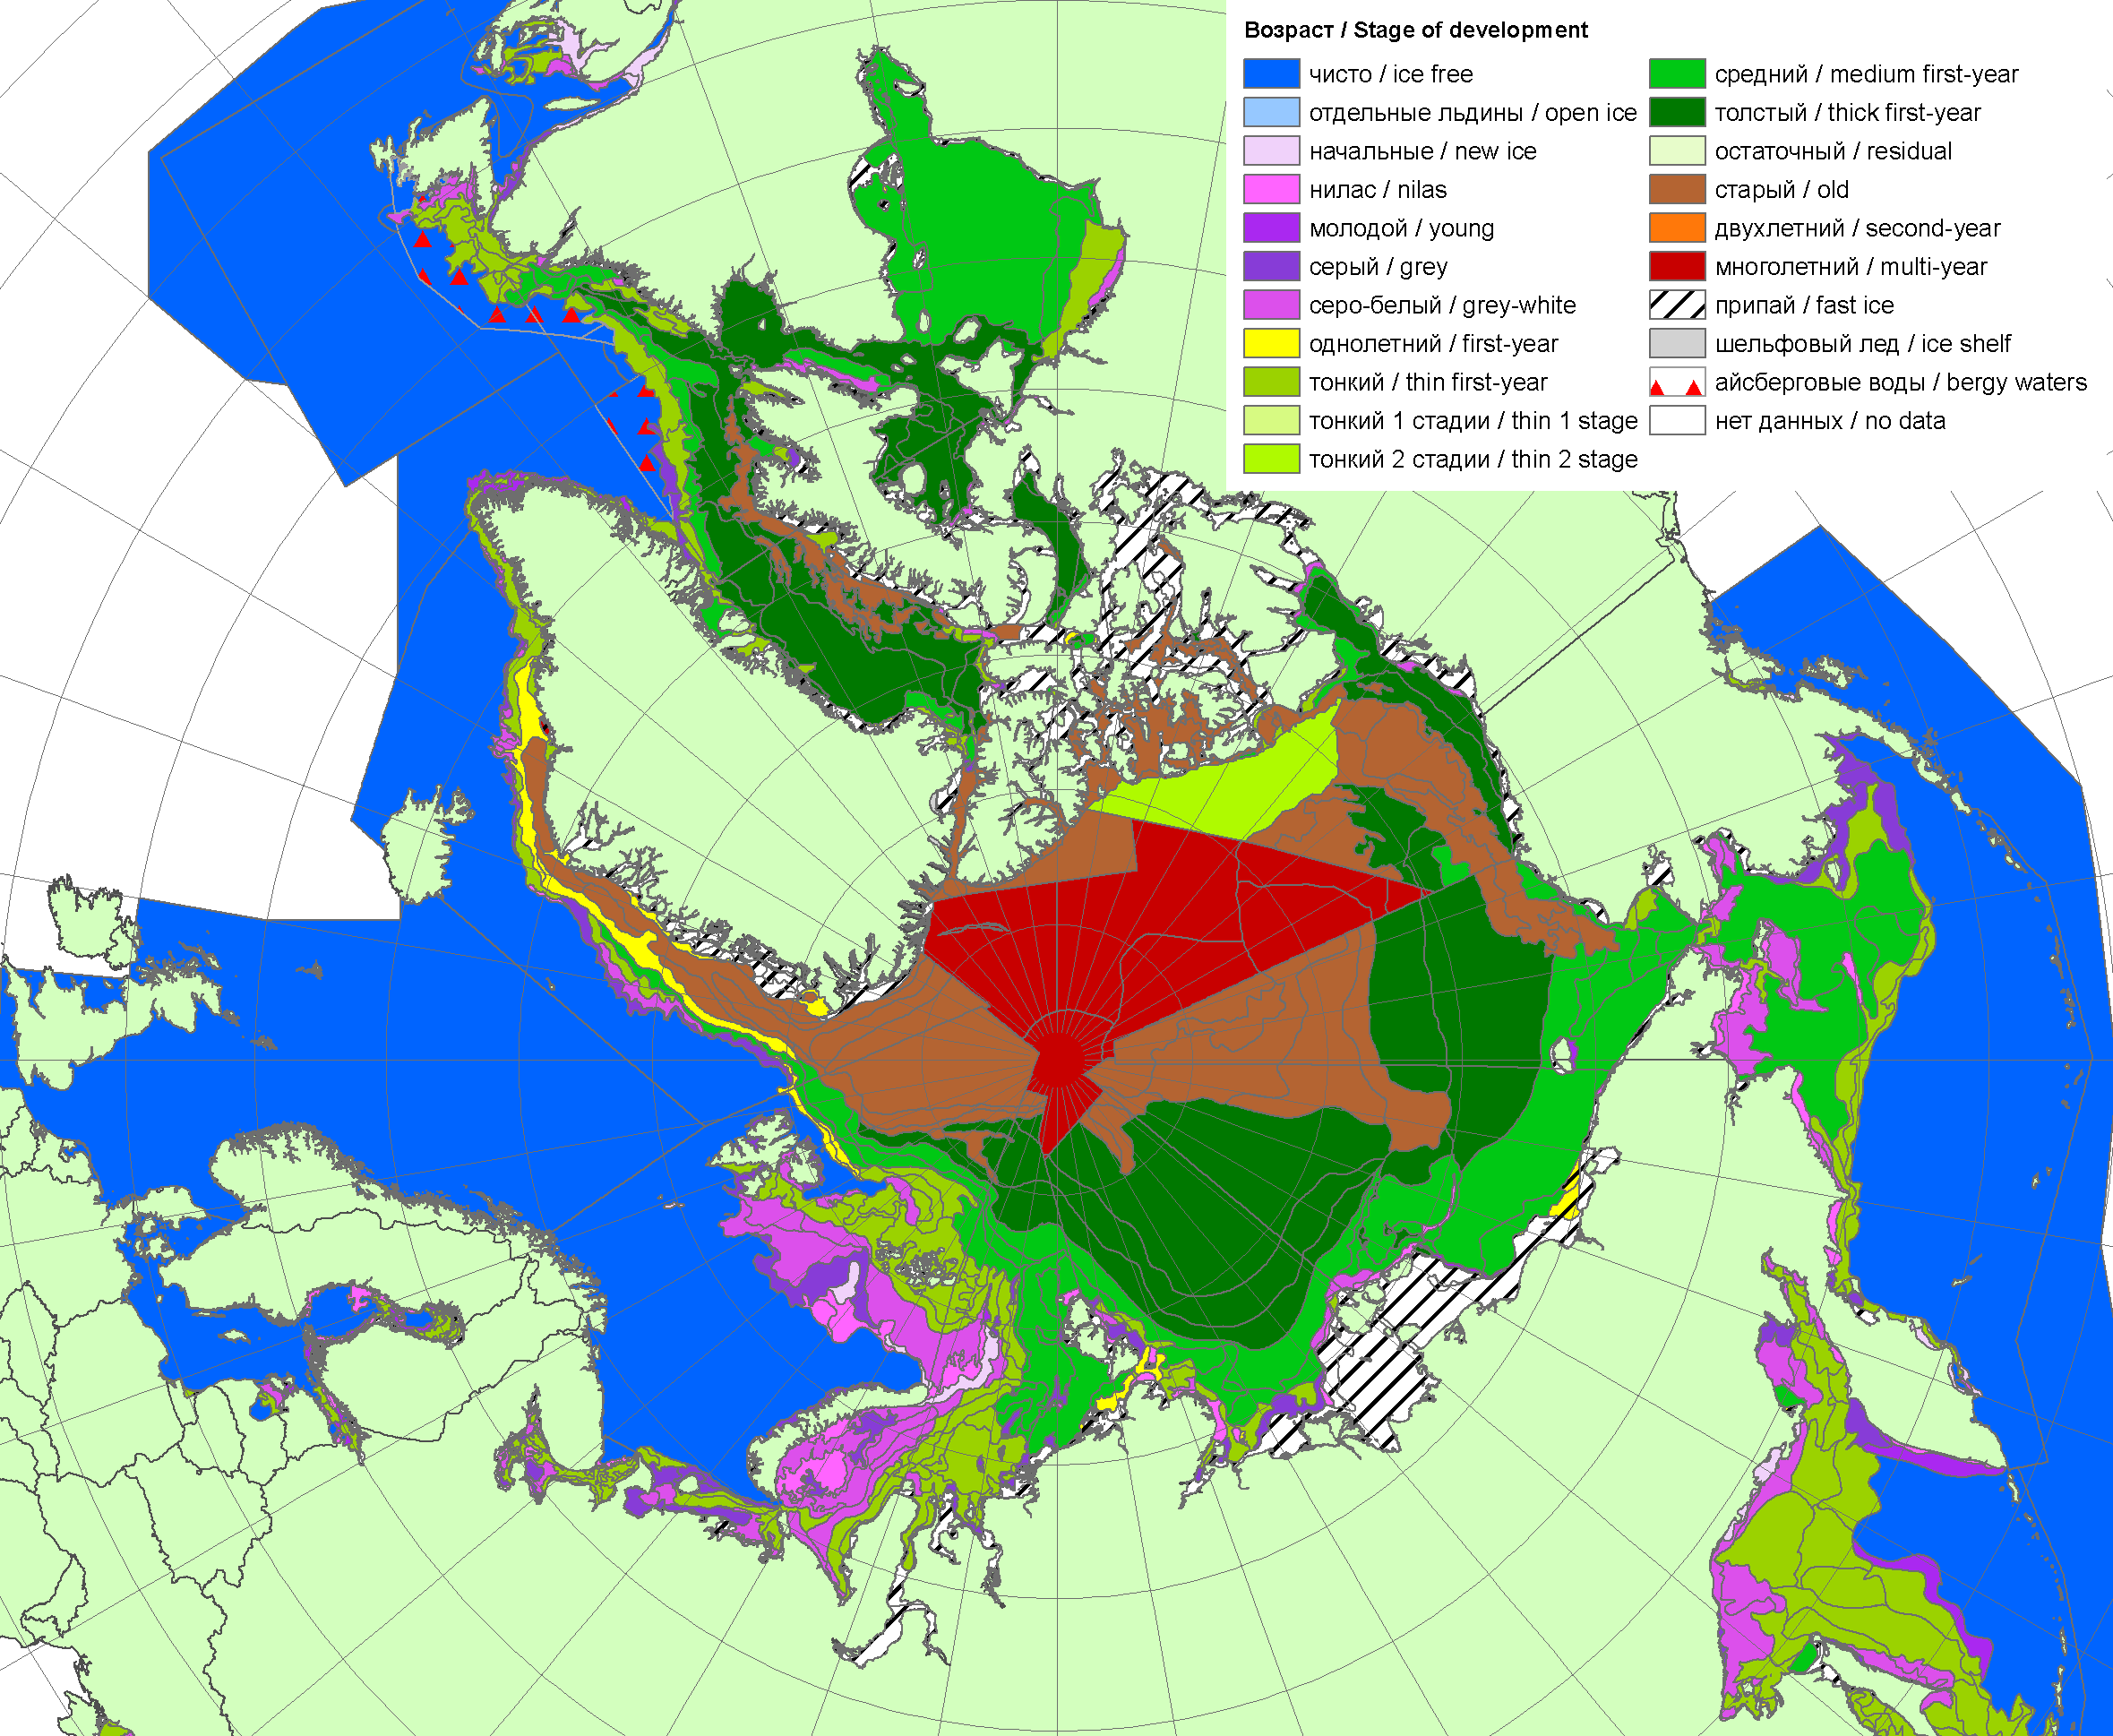 Возраст / Stage of development
чисто / ice free
отдельные льдины / open ice
начальные / new ice
нилас / nilas
молодой / young
серый / grey
серо-белый / grey-white
однолетний / first-year
тонкий / thin first-year
тонкий 1 стадии / thin 1 stage
тонкий 2 стадии / thin 2 stage
средний / medium first-year
толстый / thick first-year
остаточный / residual
старый / old
двухлетний / second-year
многолетний / multi-year
припай / fast ice
шельфовый лед / ice shelf
айсберговые воды / bergy waters
нет данных / no data